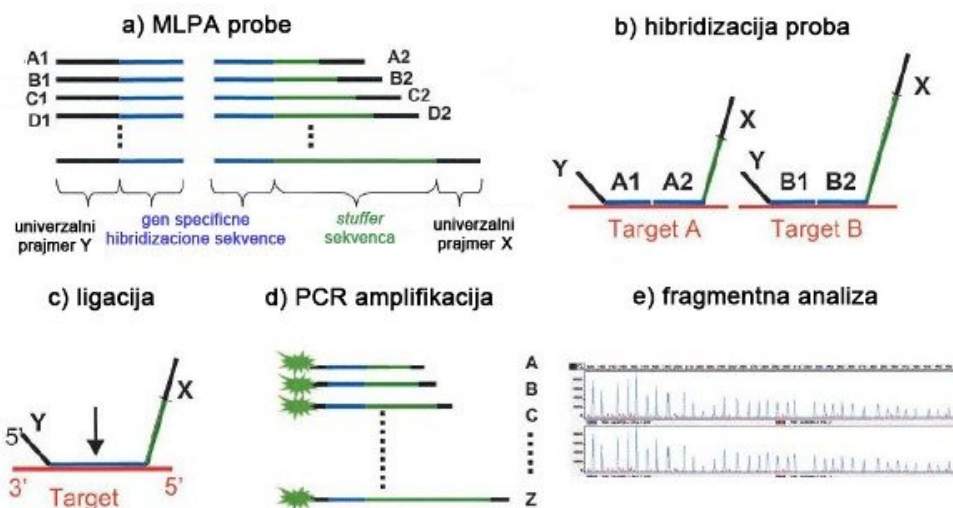 a) MLPA probe
A1
A2
B1
B2
C1
C2
D1
D2
univerzalni
prajmer Y
gen specificne
hibridizacione sekvence
stuffer
sekvenca
univerzalni
prajmer X
b) hibridizacija proba
X
X
Y
A1 A2
Y
B1 B2
Target A
Target B
c) ligacija
X
Y
5'
3'
Target
5'
d) PCR amplifikacija
A
B
C
Z
e) fragmentna analiza